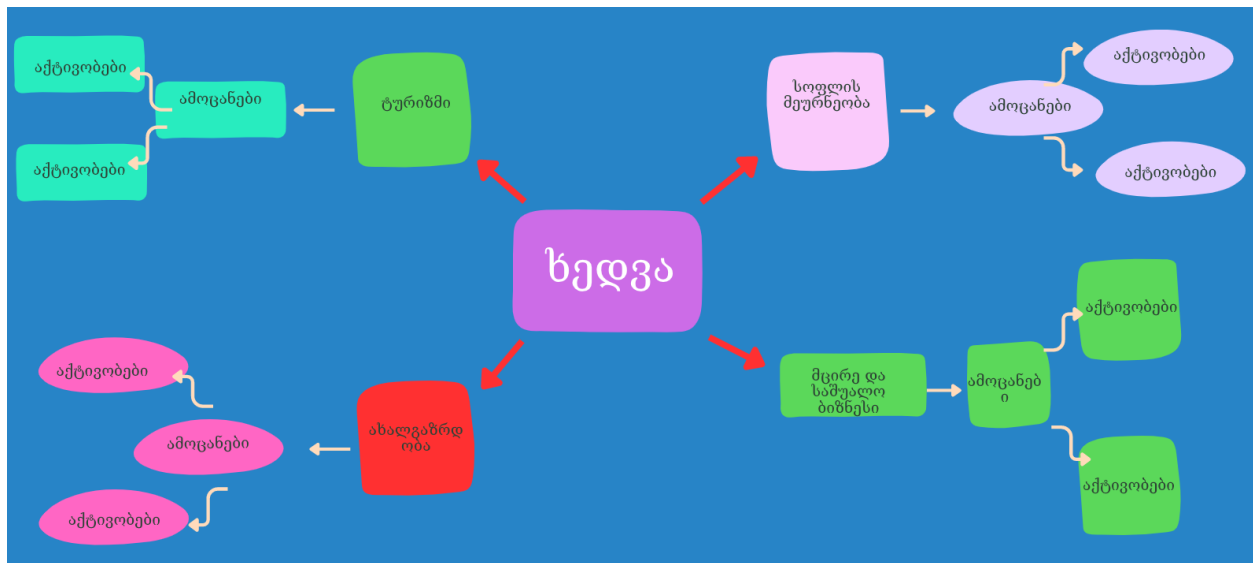 აქტივობები
ამოცანები
აქტივობები
ტურიზმი
სოფლის
მეურნეობა
ამოცანები
აქტივობები
აქტივობები
ხედვა
აქტივობები
ამოცანები
აქტივობები
ახალგაზრდ
ობა
მცირე და
საშუალო
ბიზნესი
ამოცანებ
ი
აქტივობები
აქტივობები